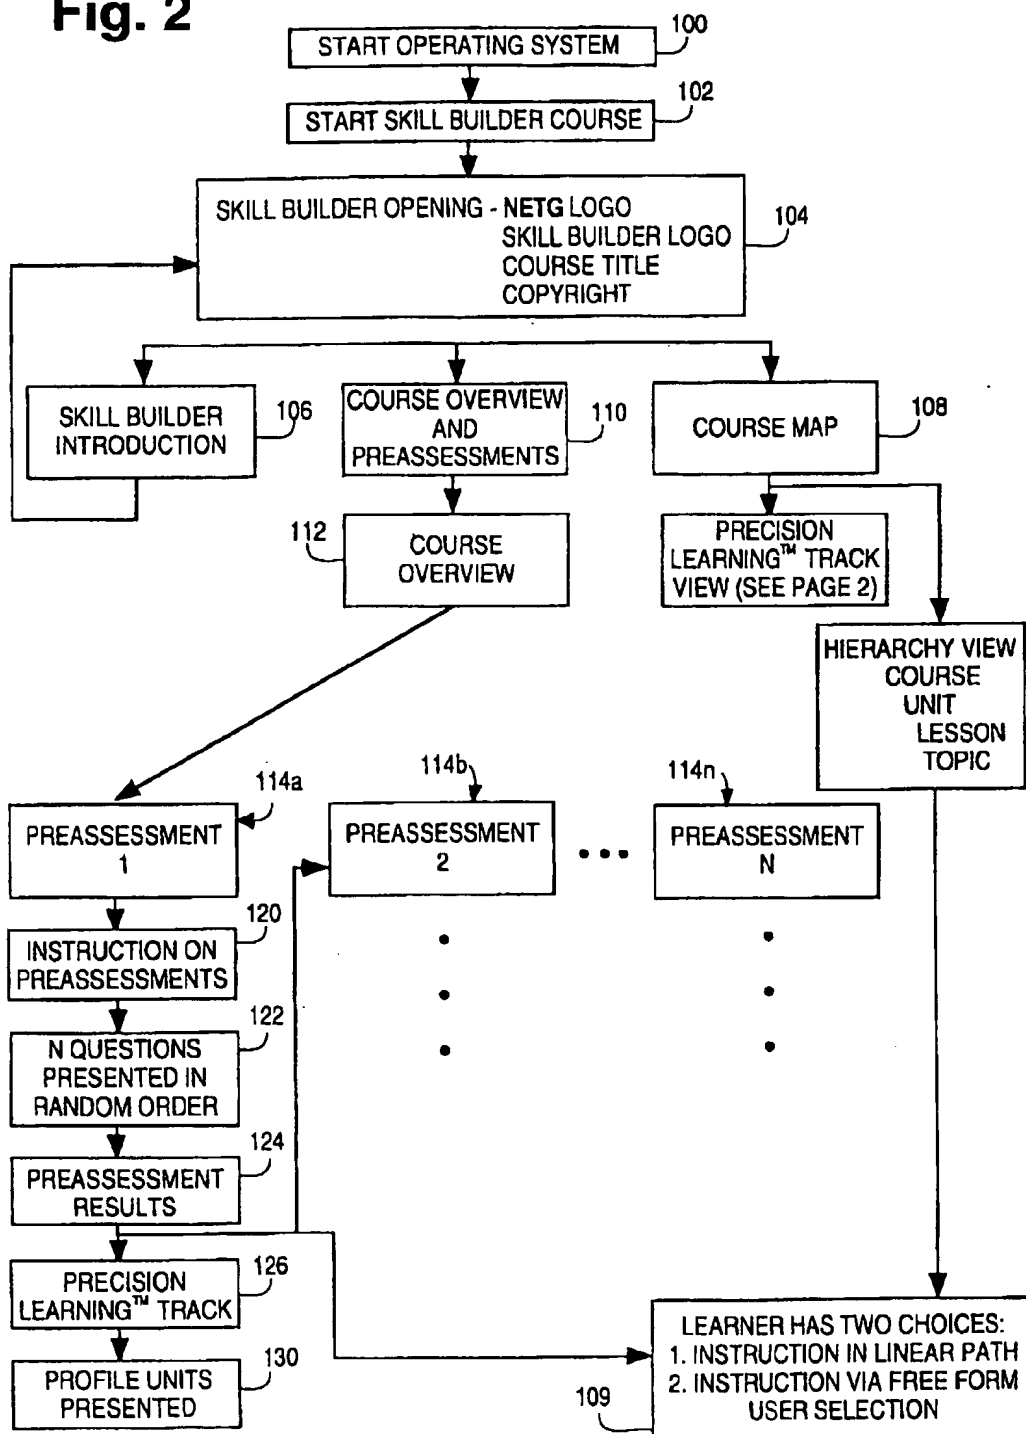 Fig. 2
START OPERATING SYSTEM
100
START SKILL BUILDER COURSE
102
SKILL BUILDER OPENING - NETG LOGO
SKILL BUILDER LOGO
COURSE TITLE
COPYRIGHT
104
SKILL BUILDER
INTRODUCTION
106
COURSE OVERVIEW
AND
PREASSESSMENTS
110
COURSE MAP
108
112
COURSE
OVERVIEW
PRECISION
LEARNING™ TRACK
VIEW (SEE PAGE 2)
HIERARCHY VIEW
COURSE
UNIT
LESSON
TOPIC
114a
PREASSESSMENT
1
114b
PREASSESSMENT
2
114n
PREASSESSMENT
N
120
INSTRUCTION ON
PREASSESSMENTS
122
N QUESTIONS
PRESENTED IN
RANDOM ORDER
124
PREASSESSMENT
RESULTS
126
PRECISION
LEARNING™ TRACK
130
PROFILE UNITS
PRESENTED
LEARNER HAS TWO CHOICES:
1. INSTRUCTION IN LINEAR PATH
2. INSTRUCTION VIA FREE FORM
USER SELECTION
109